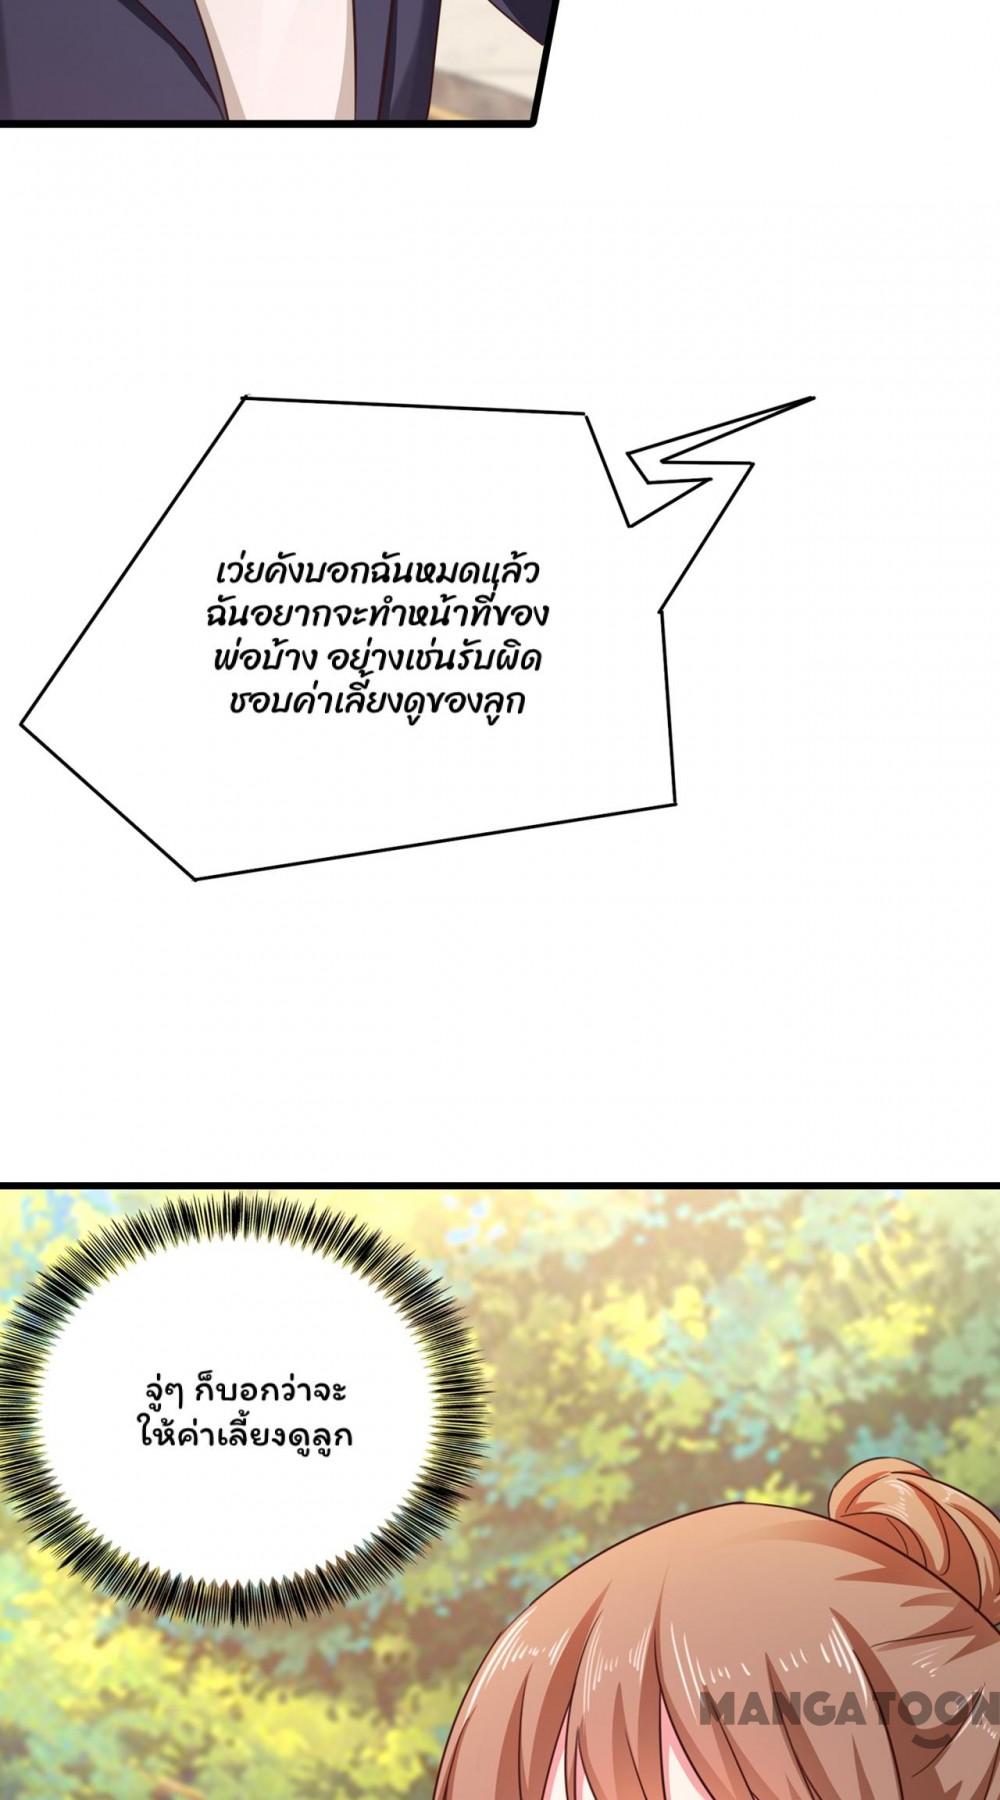 เว่ยคังบอกฉันหมดแล้ว
ฉันอยากจะทำหน้าที่ของ
พ่อบ้าง อย่างเช่นรับผิด
ชอบค่าเลี้ยงดูของลูก
จู่ๆ ก็บอกว่าจะ
ให้ค่าเลี้ยงดูลูก
MANGATOON